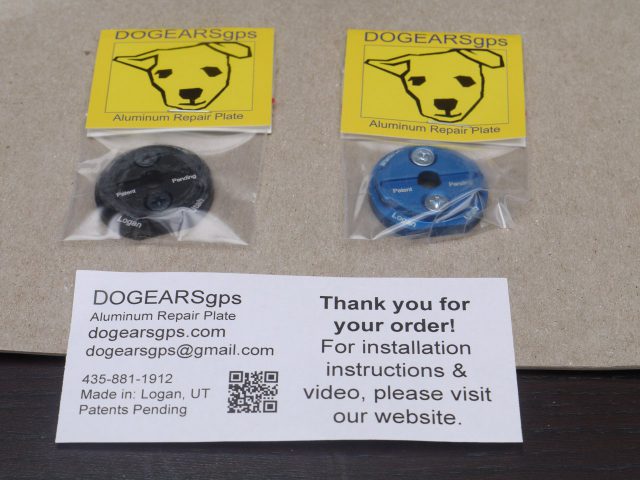 DOGEARSgps
Aluminum Repair Plate
Patent Pending
Logan
DOGEARSgps
Aluminum Repair Plate
Patent Pending
Logan
DOGEARSgps
Aluminum Repair Plate
dogearsgps.com
dogearsgps@gmail.com
435-881-1912
Made in: Logan, UT
Patents Pending
Thank you for
your order!
For installation
instructions &
video, please visit
our website.